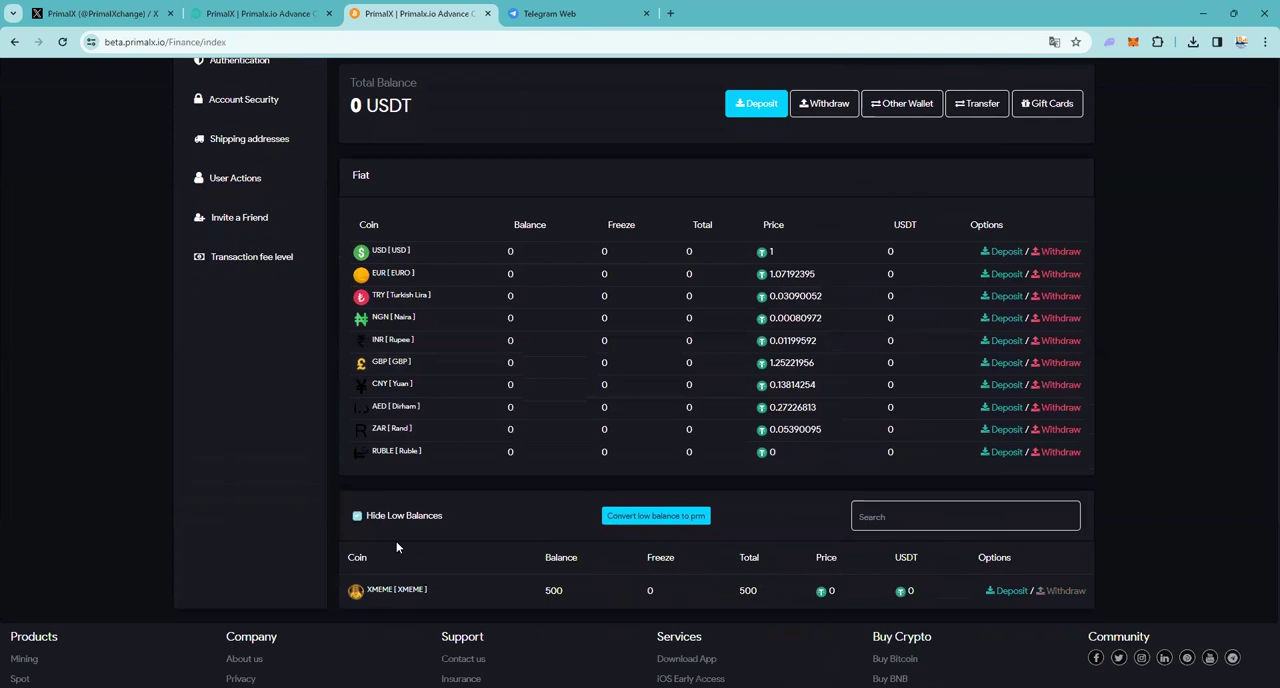 PrimalX (@PrimalXchange) / X
PrimalX | Primalx.io Advance C
PrimalX | Primalx.io Advance C
Telegram Web
beta.primalx.io/Finance/index
Authentication
Account Security
Shipping addresses
User Actions
Invite a Friend
Transaction fee level
Total Balance
0 USDT
Deposit Withdraw Other Wallet Transfer Gift Cards
Fiat
Coin Balance Freeze Total Price USDT Options
USD [ USD ] 0 0 0 1 0 Deposit / Withdraw
EUR [ EURO ] 0 0 0 1.07192395 0 Deposit / Withdraw
TRY [ Turkish Lira ] 0 0 0 0.03090052 0 Deposit / Withdraw
NGN [ Naira ] 0 0 0 0.00080972 0 Deposit / Withdraw
INR [ Rupee ] 0 0 0 0.01199592 0 Deposit / Withdraw
GBP [ GBP ] 0 0 0 1.25221956 0 Deposit / Withdraw
CNY [ Yuan ] 0 0 0 0.13814254 0 Deposit / Withdraw
AED [ Dirham ] 0 0 0 0.27226813 0 Deposit / Withdraw
ZAR [ Rand ] 0 0 0 0.05390095 0 Deposit / Withdraw
RUBLE [ Ruble ] 0 0 0 0 0 Deposit / Withdraw
Hide Low Balances Convert low balance to prm Search
Coin Balance Freeze Total Price USDT Options
XMEME [ XMEME ] 500 0 500 0 0 Deposit / Withdraw
Products Company Support Services Buy Crypto Community
Mining About us Contact us Download App Buy Bitcoin
Spot Privacy Insurance IOS Early Access Buy BNB